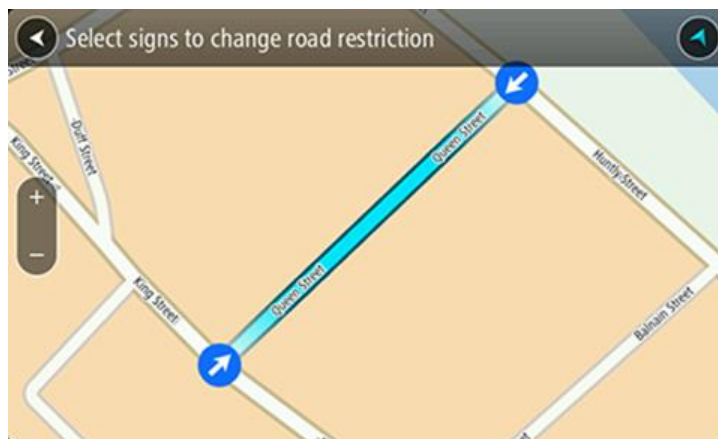 Select signs to change road restriction
Street
Duff Street
King Street
Queen Street
Huntly Street
+
−
Queen Street
King Street
Balnain Street